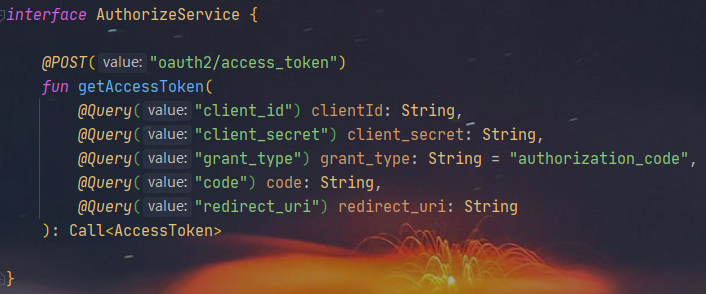 interface AuthorizeService {
@POST( value: "oauth2/access_token")
fun getAccessToken(
@Query( value: "client_id") clientId: String,
@Query( value: "client_secret") client_secret: String,
@Query( value: "grant_type") grant_type: String = "authorization_code",
@Query( value: "code") code: String,
@Query( value: "redirect_uri") redirect_uri: String
): Call<AccessToken>
}